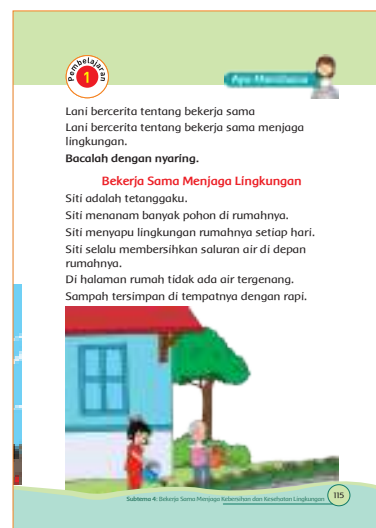 Pembelajaran
1
Ayo Membaca
Lani bercerita tentang bekerja sama
Lani bercerita tentang bekerja sama menjaga
lingkungan.
Bacalah dengan nyaring.
Bekerja Sama Menjaga Lingkungan
Siti adalah tetanggaku.
Siti menanam banyak pohon di rumahnya.
Siti menyapu lingkungan rumahnya setiap hari.
Siti selalu membersihkan saluran air di depan
rumahnya.
Di halaman rumah tidak ada air tergenang.
Sampah tersimpan di tempatnya dengan rapi.
Subtema 4: Bekerja Sama Menjaga Kebersihan dan Kesehatan Lingkungan
115